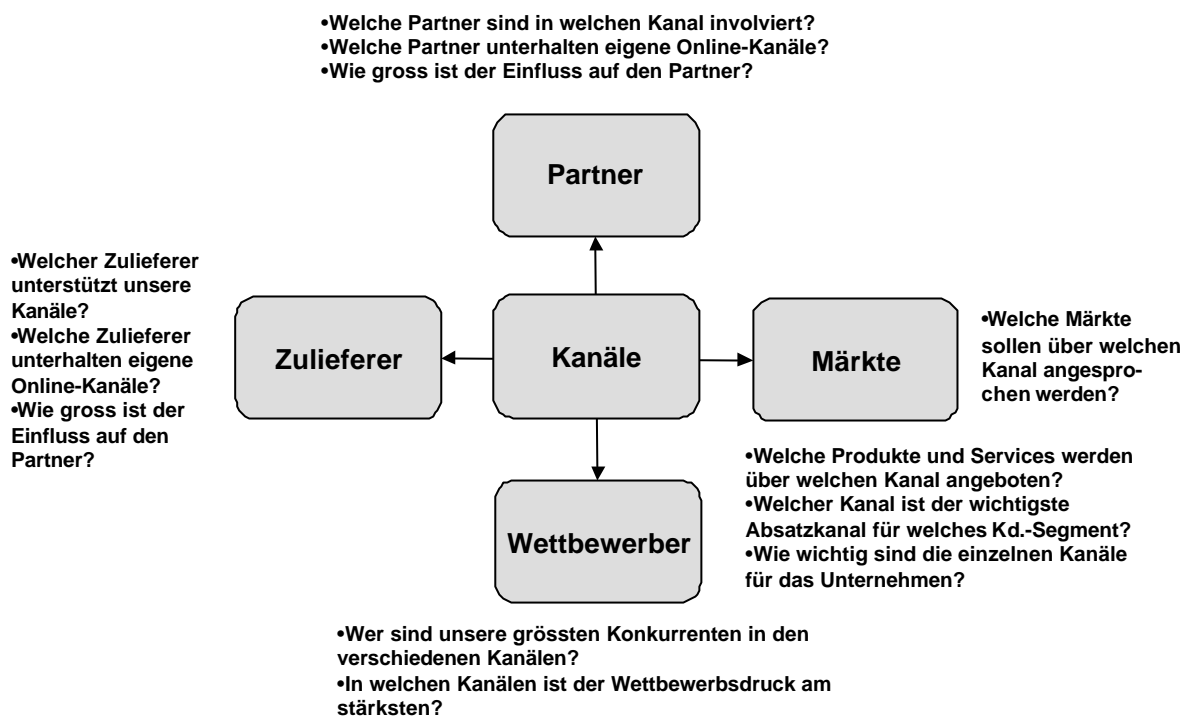 •Welche Partner sind in welchen Kanal involviert?
•Welche Partner unterhalten eigene Online-Kanäle?
•Wie gross ist der Einfluss auf den Partner?
Partner
•Welcher Zulieferer
unterstützt unsere
Kanäle?
•Welche Zulieferer
unterhalten eigene
Online-Kanäle?
•Wie gross ist der
Einfluss auf den
Partner?
Zulieferer
Kanäle
Märkte
•Welche Märkte
sollen über welchen
Kanal angespro-
chen werden?
•Welche Produkte und Services werden
über welchen Kanal angeboten?
•Welcher Kanal ist der wichtigste
Absatzkanal für welches Kd.-Segment?
•Wie wichtig sind die einzelnen Kanäle
für das Unternehmen?
Wettbewerber
•Wer sind unsere grössten Konkurrenten in den
verschiedenen Kanälen?
•In welchen Kanälen ist der Wettbewerbsdruck am
stärksten?